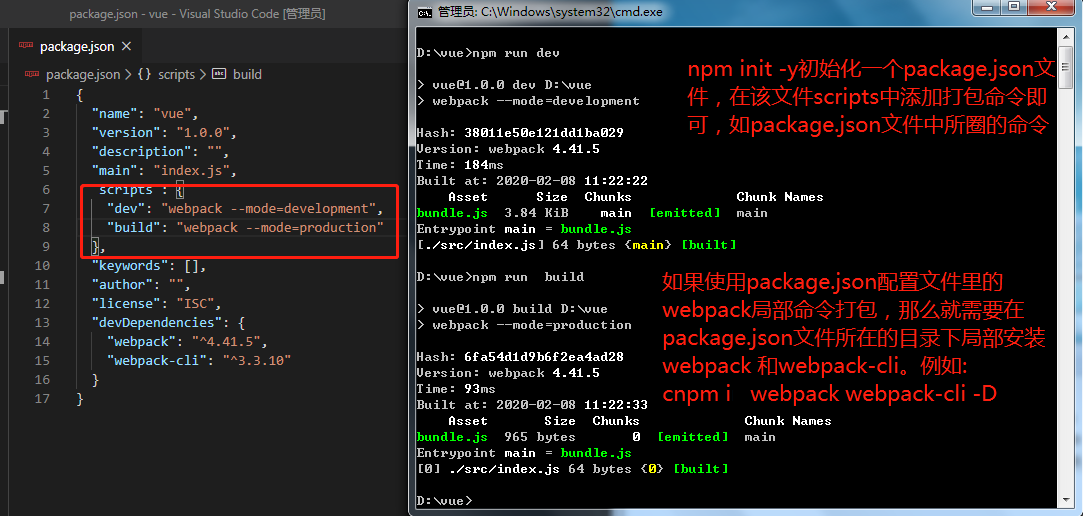 package.json - vue - Visual Studio Code [管理员]
package.json
package.json > {} scripts > abc build
1 {
2 "name": "vue",
3 "version": "1.0.0",
4 "description": "",
5 "main": "index.js",
6 scripts : {
7 "dev": "webpack --mode=development",
8 "build": "webpack --mode=production"
9 },
10 "keywords": [],
11 "author": "",
12 "license": "ISC",
13 "devDependencies": {
14 "webpack": "^4.41.5",
15 "webpack-cli": "^3.3.10"
16 }
17 }
管理员: C:\Windows\system32\cmd.exe
D:\vue>npm run dev
> vue@1.0.0 dev D:\vue
> webpack --mode=development
Hash: 38011e50e121dd1ba029
Version: webpack 4.41.5
Time: 184ms
Built at: 2020-02-08 11:22:22
Asset Size Chunks Chunk Names
bundle.js 3.84 KiB main [emitted] main
Entrypoint main = bundle.js
[./src/index.js] 64 bytes {main} [built]
D:\vue>npm run  build
> vue@1.0.0 build D:\vue
> webpack --mode=production
Hash: 6fa54d1d9b6f2ea4ad28
Version: webpack 4.41.5
Time: 93ms
Built at: 2020-02-08 11:22:33
Asset Size Chunks Chunk Names
bundle.js 965 bytes 0 [emitted] main
Entrypoint main = bundle.js
[0] ./src/index.js 64 bytes {0} [built]
D:\vue>
npm init -y初始化一个package.json文
件，在该文件scripts中添加打包命令即
可，如package.json文件中所圈的命令
如果使用package.json配置文件里的
webpack局部命令打包，那么就需要在
package.json文件所在的目录下局部安装
webpack 和webpack-cli。例如:
cnpm i   webpack webpack-cli -D